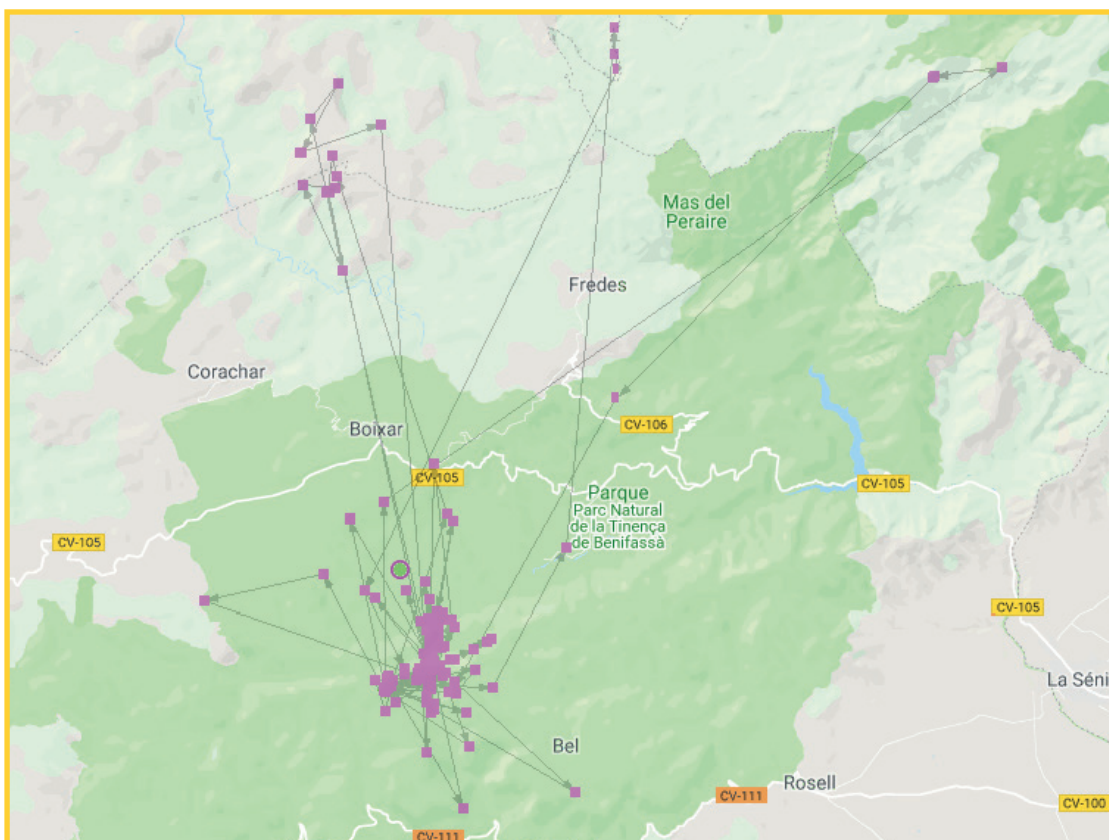 Mas del
Peraire
Fredes
Corachar
CV-106
Boixar
CV-105
CV-105
Parque
Parc Natural
de la Tinença
de Benifassà
CV-105
CV-105
La Séni
Bel
Rosell
CV-111
CV-100
CV-111